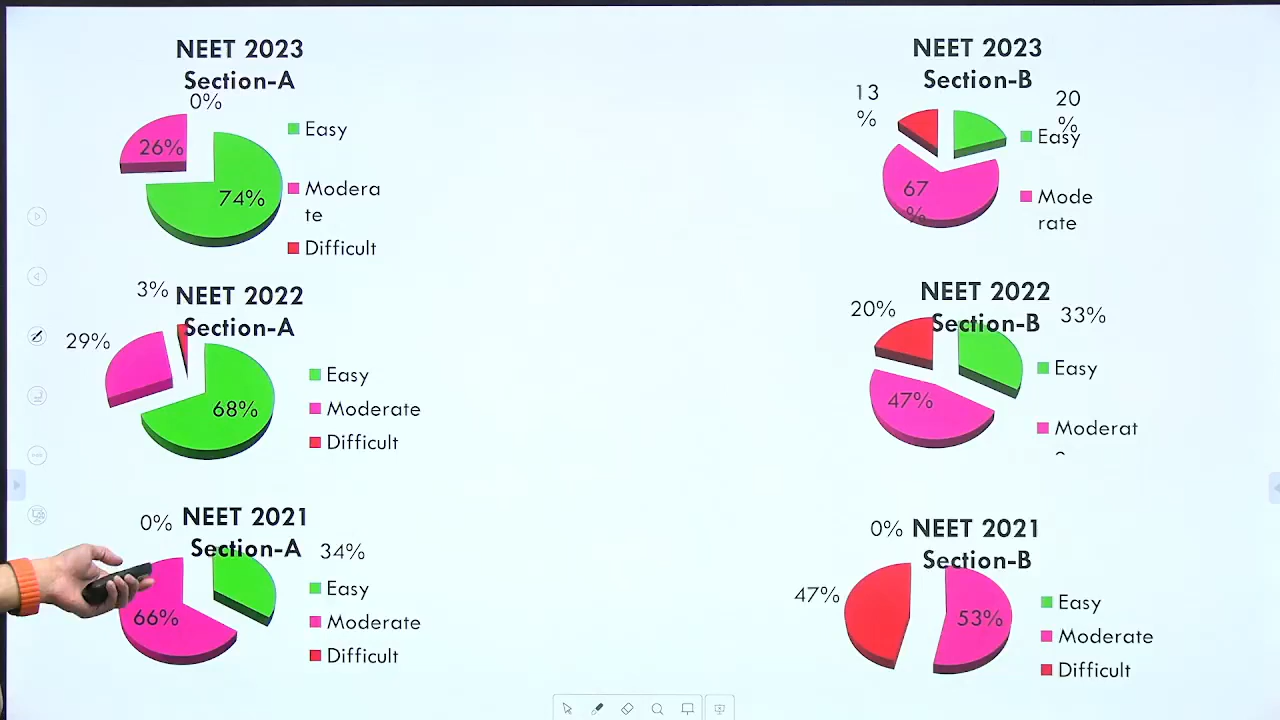 NEET 2023
Section-A
0%
26%
74%
Easy
Modera
te
Difficult
NEET 2023
Section-B
13
%
20
%
67
%
Easy
Mode
rate
3%
NEET 2022
Section-A
29%
68%
Easy
Moderate
Difficult
NEET 2022
Section-B
20%
33%
47%
Easy
Moderat
0%
NEET 2021
Section-A
34%
66%
Easy
Moderate
Difficult
0%
NEET 2021
Section-B
47%
53%
Easy
Moderate
Difficult